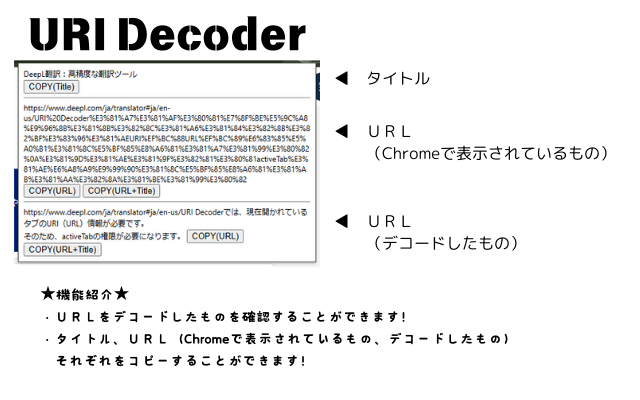 URI Decoder
DeepL翻訳：高精度な翻訳ツール
COPY(Title)
◀ タイトル
https://www.deepl.com/ja/translator#ja/en-
us/URI%20Decoder%E3%81%A7%E3%81%AF%E3%80%81%E7%8F%BE%E5%9C%A8
%E9%96%8B%E3%81%8B%E3%82%8C%E3%81%A6%E3%81%84%E3%82%8B%E3%8
2%BF%E3%83%96%E3%81%AEURI%EF%BC%88URL%EF%BC%89%E6%83%85%E5%
A0%B1%E3%81%8C%E5%BF%85%E8%A6%81%E3%81%A7%E3%81%99%E3%80%82
%0A%E3%81%9D%E3%81%AE%E3%81%9F%E3%82%81%E3%80%81activeTab%E3%
81%AE%E6%A8%A9%E9%99%90%E3%81%8C%E5%BF%85%E8%A6%81%E3%81%A
B%E3%81%AA%E3%82%8A%E3%81%BE%E3%81%99%E3%80%82
COPY(URL) COPY(URL+Title)
◀ ＵＲＬ
（Chromeで表示されているもの）
https://www.deepl.com/ja/translator#ja/en-us/URI Decoderでは、現在開かれている
タブのURI（URL）情報が必要です。
そのため、activeTabの権限が必要になります。 COPY(URL)
COPY(URL+Title)
◀ ＵＲＬ
（デコードしたもの）
★機能紹介★
・ＵＲＬをデコードしたものを確認することができます！
・タイトル、ＵＲＬ（Chromeで表示されているもの、デコードしたもの）
それぞれをコピーすることができます！